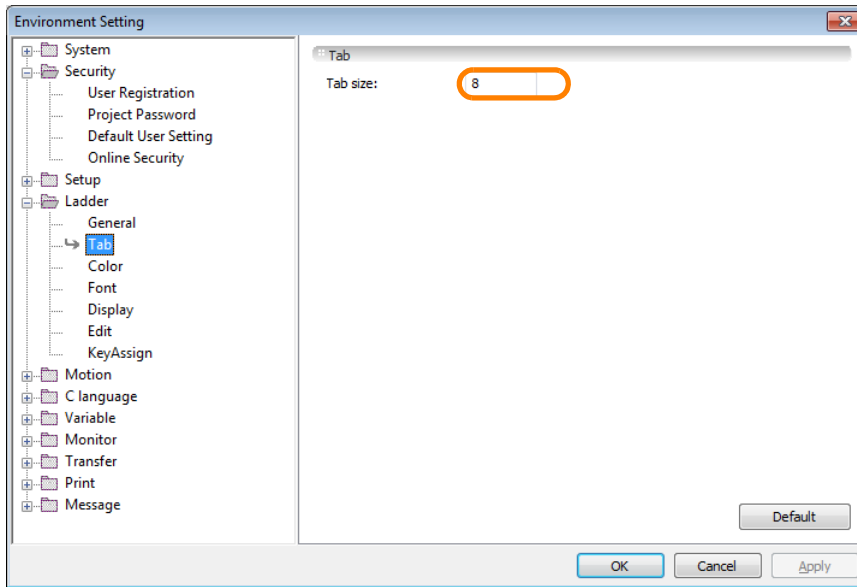 Environment Setting
System
Security
User Registration
Project Password
Default User Setting
Online Security
Setup
Ladder
General
Tab
Color
Font
Display
Edit
KeyAssign
Motion
C language
Variable
Monitor
Transfer
Print
Message
Tab
Tab size: 8
Default
OK Cancel Apply